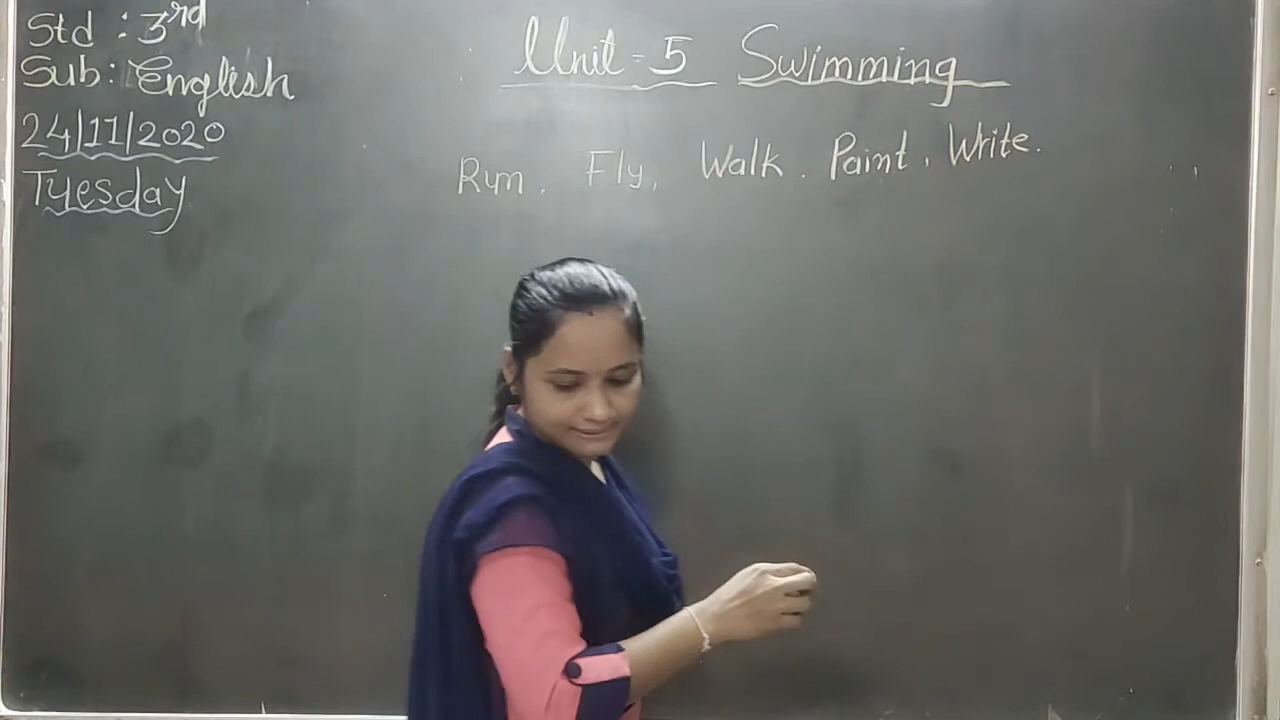 Std : 3rd
Sub: English
24/11/2020
Tuesday
Unit-5 Swimming
Run, Fly, Walk. Paint, Write.